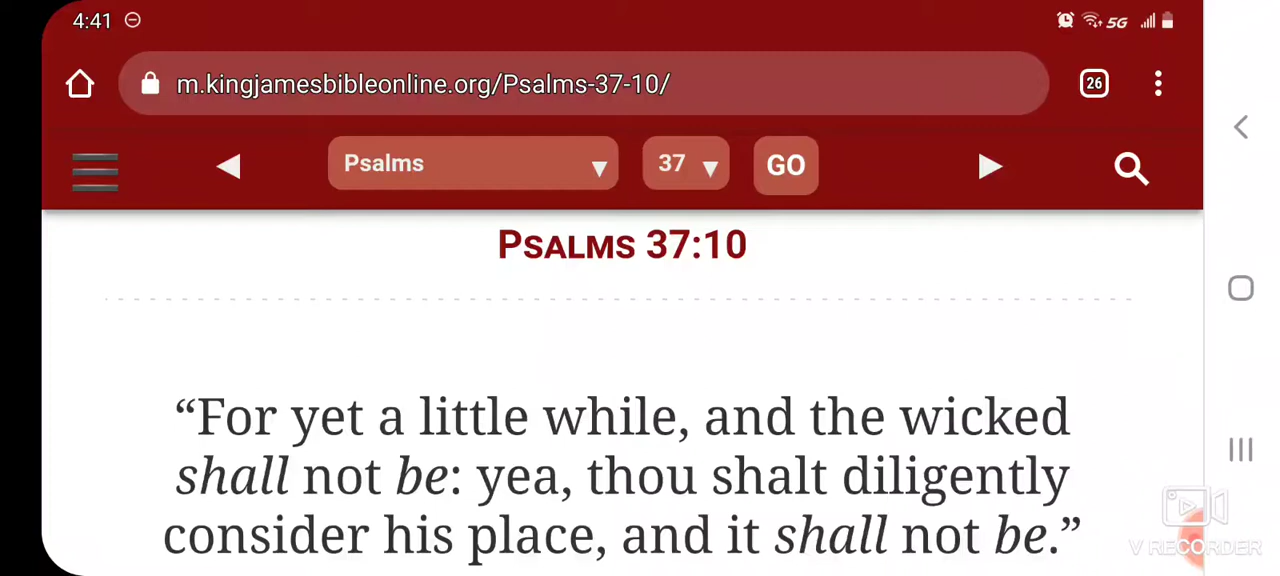 4:41 5G
m.kingjamesbibleonline.org/Psalms-37-10/ 26
Psalms 37 GO
PSALMS 37:10
“For yet a little while, and the wicked
shall not be: yea, thou shalt diligently
consider his place, and it shall not be.”
V RECORDER